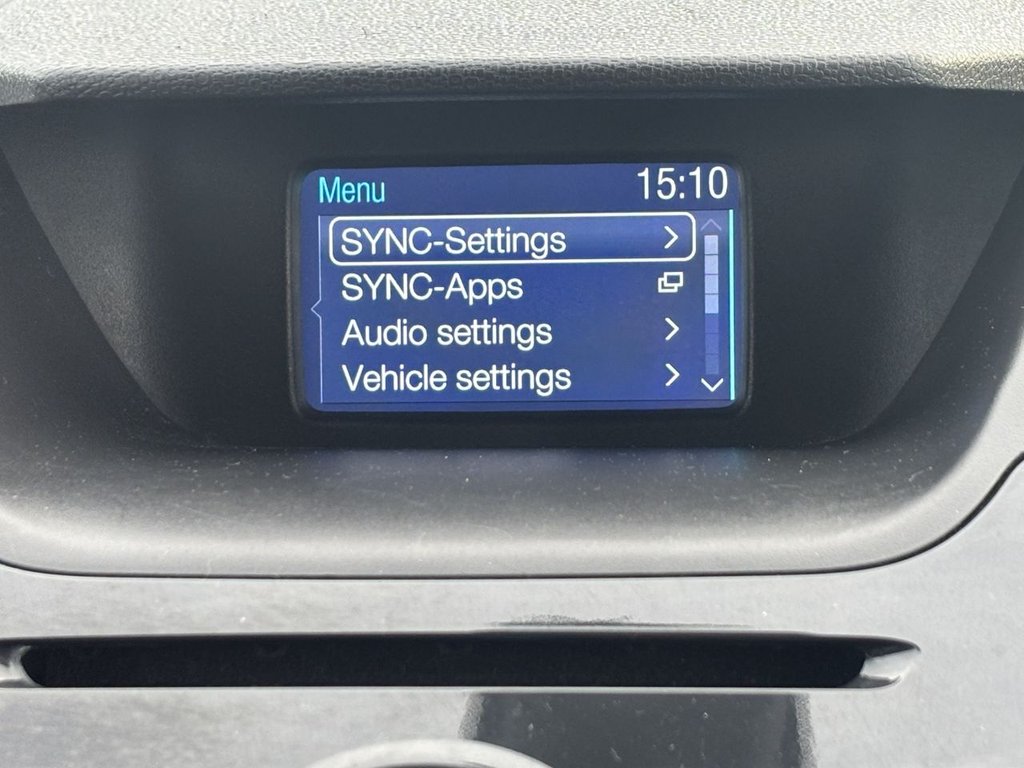 Menu 15:10
SYNC-Settings
SYNC-Apps
Audio settings
Vehicle settings